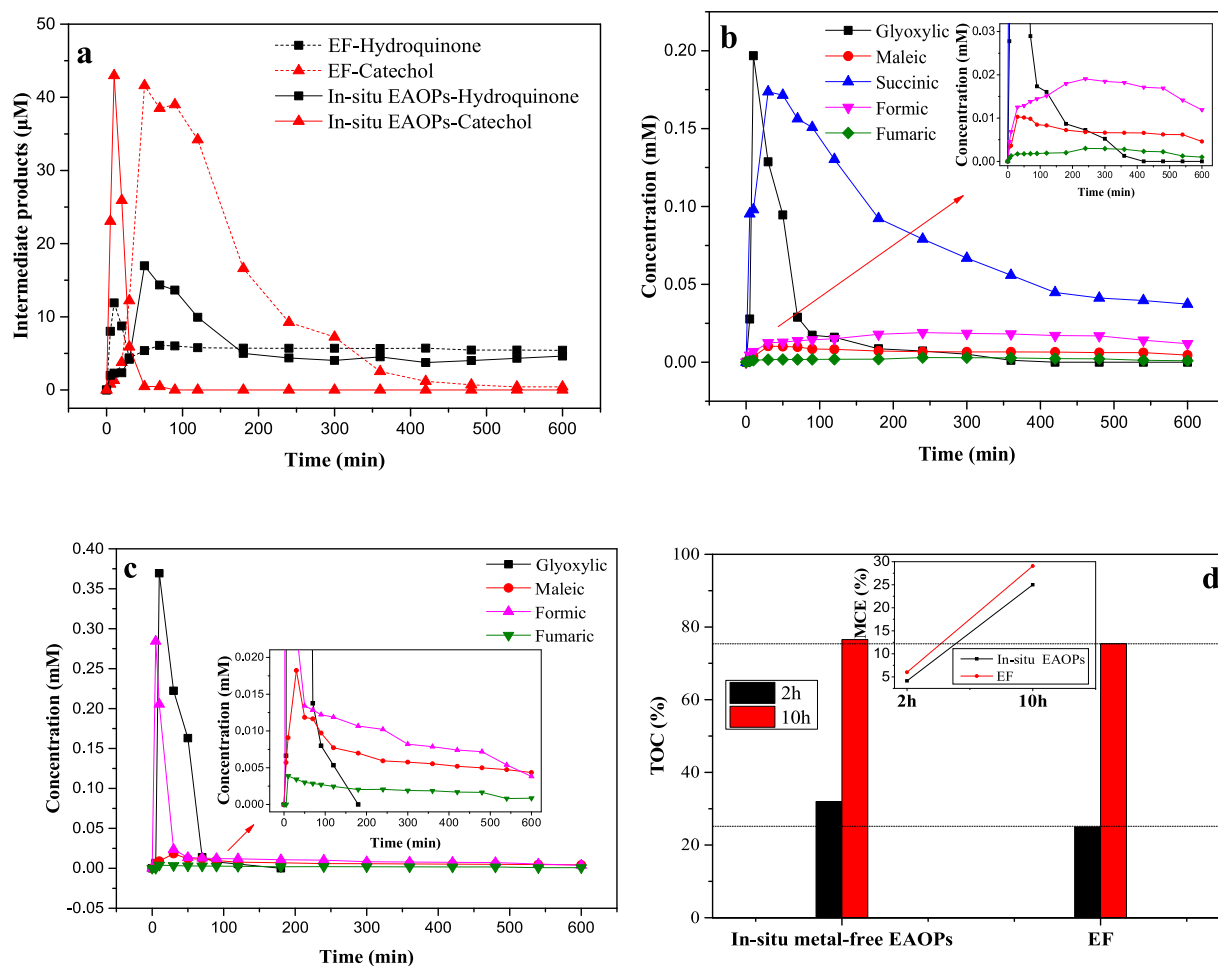 a
EF-Hydroquinone
EF-Catechol
In-situ EAOPs-Hydroquinone
In-situ EAOPs-Catechol
Intermediate products (μM)
50
40
30
20
10
0
0 100 200 300 400 500 600
Time (min)
b
Glyoxylic
Maleic
Succinic
Formic
Fumaric
Concentration (mM)
0.20
0.15
0.10
0.05
0.00
0 100 200 300 400 500 600
Time (min)
Concentration (mM)
0.03
0.02
0.01
0.00
0 100 200 300 400 500 600
Time (min)
c
Glyoxylic
Maleic
Formic
Fumaric
Concentration (mM)
0.40
0.35
0.30
0.25
0.20
0.15
0.10
0.05
0.00
-0.05
0 100 200 300 400 500 600
Time (min)
Concentration (mM)
0.020
0.015
0.010
0.005
0.000
0 100 200 300 400 500 600
Time (min)
d
TOC (%)
100
80
60
40
20
0
2h
10h
In-situ metal-free EAOPs EF
MCE (%)
30
25
20
15
10
5
In-situ EAOPs
EF
2h 10h